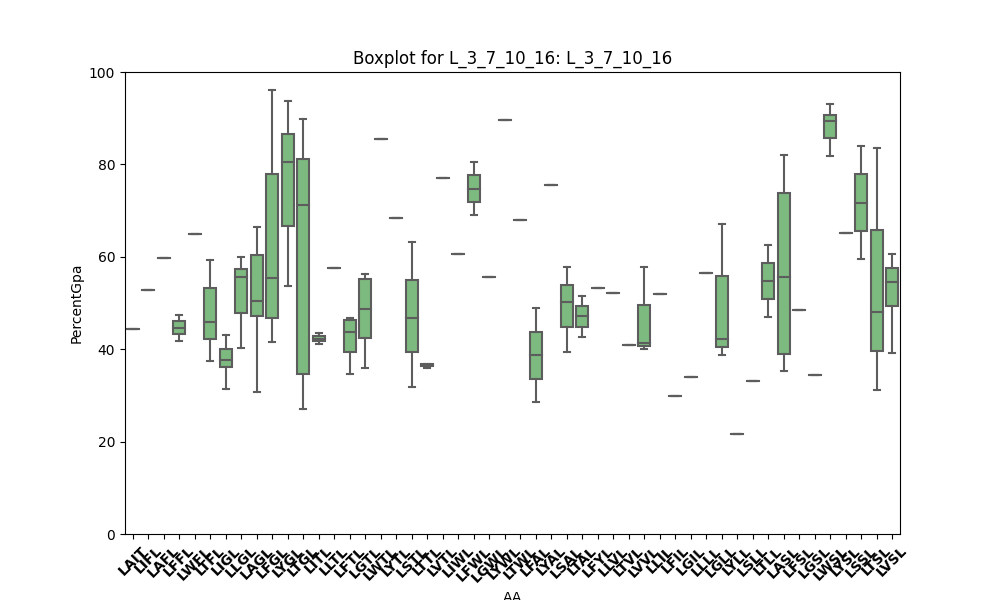 Boxplot for L_3_7_10_16: L_3_7_10_16
100
80
60
40
20
0
PercentGpa
LAIT LIFL LAFL LFFL LWFL LTFL LIGL LLGL LAGL LFGL LYGL LTGL LITL LLTL LFTL LGTL LWTL LYTL LSTL LTTL LVTL LIWL LFWL LGWL LYWL LTWL LFAL LYAL LSAL LTAL LFYL LLVL LTVL LVVL LLIL LFIL LGIL LLLL LGLL LYLL LSLL LTLL LASL LFSL LGSL LWSL LYSL LSSL LTSL LVSL
AA